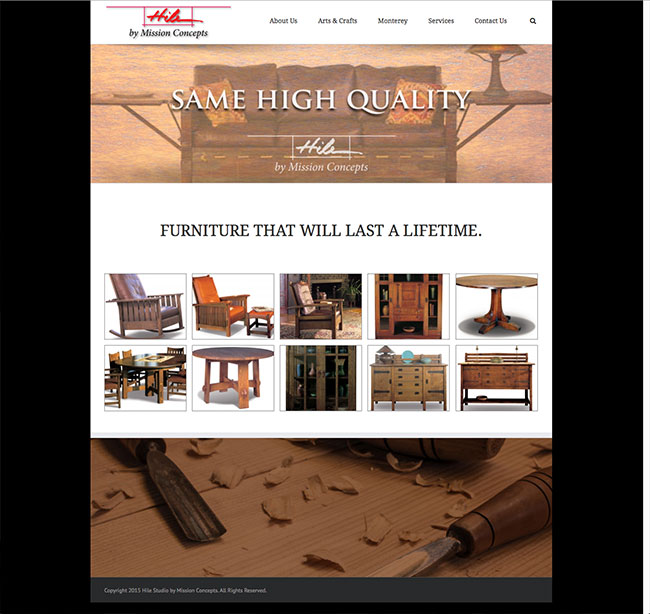 Hile
by Mission Concepts
About Us
Arts & Crafts
Monterey
Services
Contact Us
SAME HIGH QUALITY
Hile
by Mission Concepts
FURNITURE THAT WILL LAST A LIFETIME.
Copyright 2015 Hile Studio by Mission Concepts. All Rights Reserved.